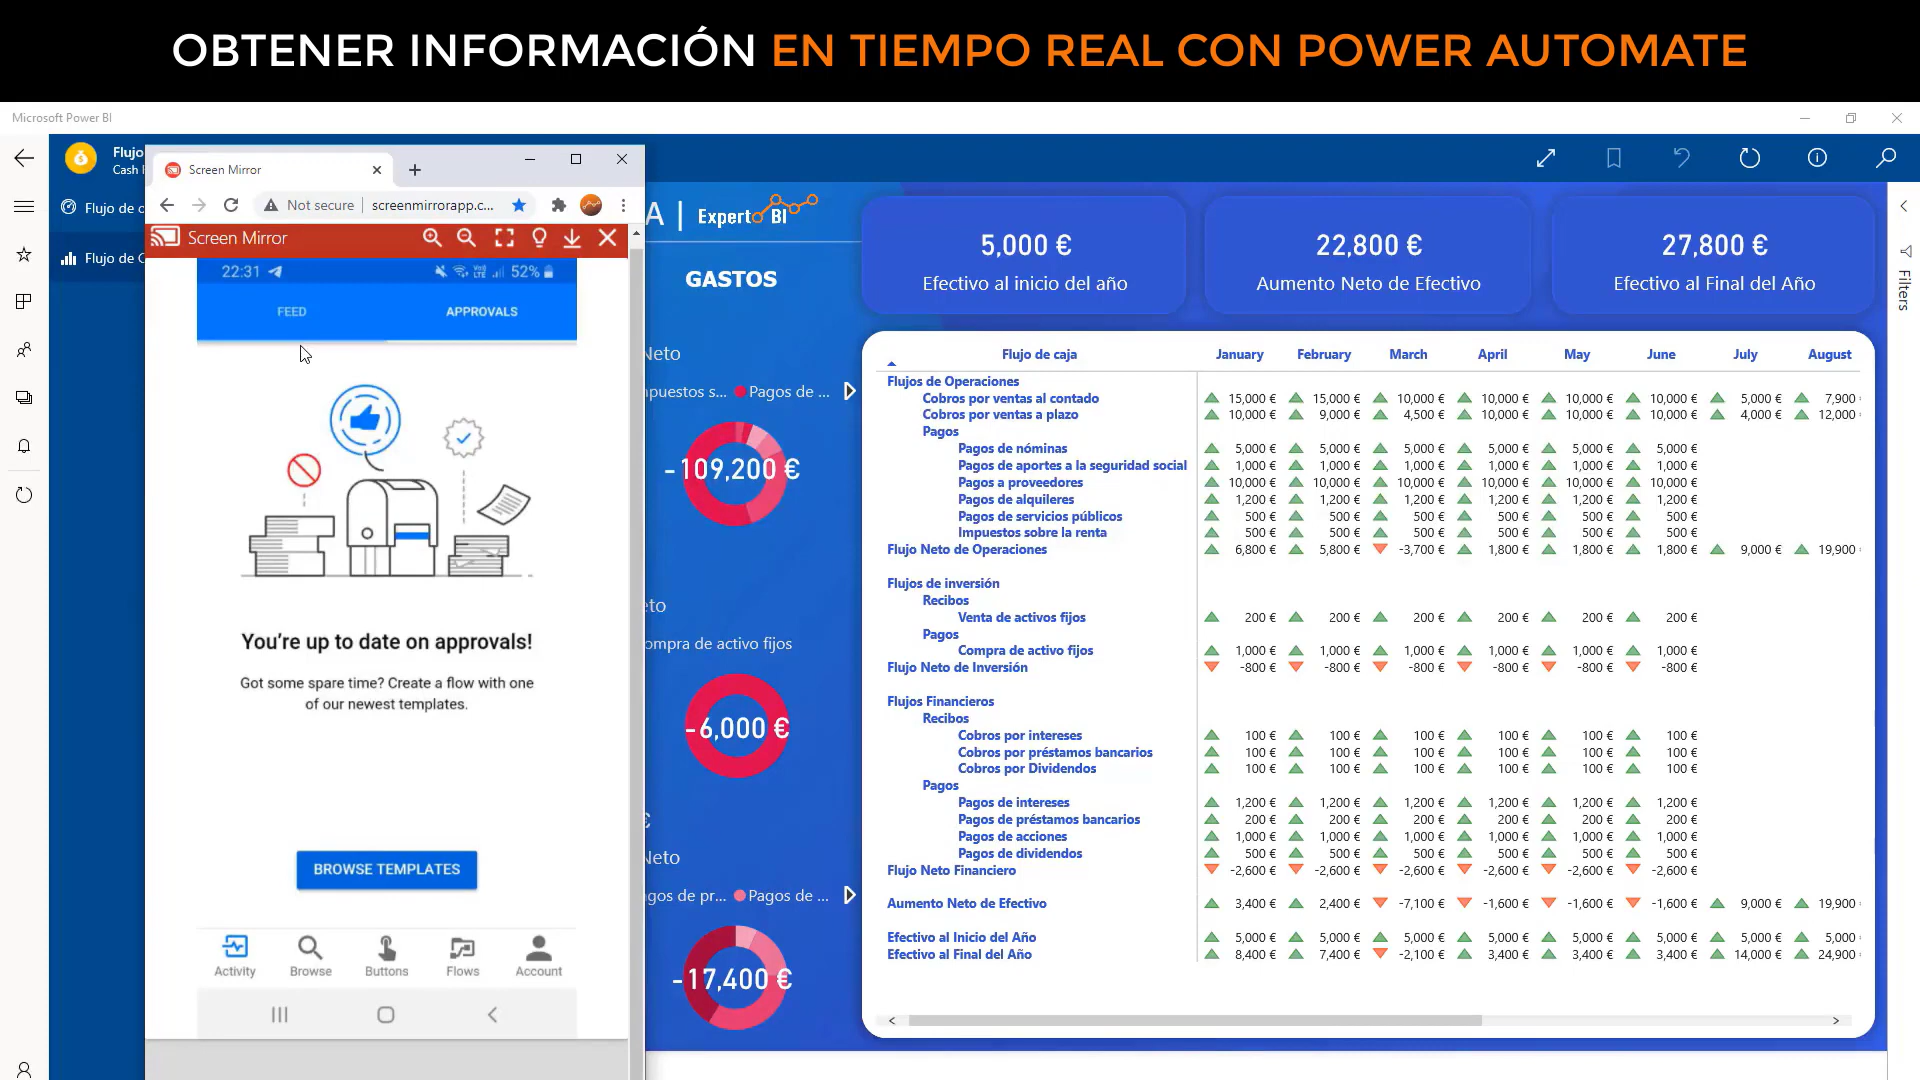 OBTENER INFORMACIÓN EN TIEMPO REAL CON POWER AUTOMATE
Microsoft Power BI
Flujo
Cash
Flujo de
Flujo de
Screen Mirror
Not secure
screenmirrorapp.c...
Screen Mirror
22:31
52%
FEED
APPROVALS
You're up to date on approvals!
Got some spare time? Create a flow with one
of our newest templates.
BROWSE TEMPLATES
Activity
Browse
Buttons
Flows
Account
A | Experto BI
GASTOS
Neto
Pagos de ...
-109,200 €
ompra de activo fijos
-6,000 €
€
Neto
Pagos de ...
-17,400 €
5,000 €
Efectivo al inicio del año
22,800 €
Aumento Neto de Efectivo
27,800 €
Efectivo al Final del Año
Filters
Flujo de caja January February March April May June July August
Flujos de Operaciones
Cobros por ventas al contado 15,000 € 15,000 € 10,000 € 10,000 € 10,000 € 10,000 € 5,000 € 7,900
Cobros por ventas a plazo 10,000 € 9,000 € 4,500 € 10,000 € 10,000 € 10,000 € 4,000 € 12,000
Pagos
Pagos de nóminas 5,000 € 5,000 € 5,000 € 5,000 € 5,000 € 5,000 €
Pagos de aportes a la seguridad social 1,000 € 1,000 € 1,000 € 1,000 € 1,000 € 1,000 €
Pagos a proveedores 10,000 € 10,000 € 10,000 € 10,000 € 10,000 € 10,000 €
Pagos de alquileres 1,200 € 1,200 € 1,200 € 1,200 € 1,200 € 1,200 €
Pagos de servicios públicos 500 € 500 € 500 € 500 € 500 € 500 €
Impuestos sobre la renta 500 € 500 € 500 € 500 € 500 € 500 €
Flujo Neto de Operaciones 6,800 € 5,800 € -3,700 € 1,800 € 1,800 € 1,800 € 9,000 € 19,900
Flujos de inversión
Recibos
Venta de activos fijos 200 € 200 € 200 € 200 € 200 € 200 €
Pagos
Compra de activo fijos 1,000 € 1,000 € 1,000 € 1,000 € 1,000 € 1,000 €
Flujo Neto de Inversión -800 € -800 € -800 € -800 € -800 € -800 €
Flujos Financieros
Recibos
Cobros por intereses 100 € 100 € 100 € 100 € 100 € 100 €
Cobros por préstamos bancarios 100 € 100 € 100 € 100 € 100 € 100 €
Cobros por Dividendos 100 € 100 € 100 € 100 € 100 € 100 €
Pagos
Pagos de intereses 1,200 € 1,200 € 1,200 € 1,200 € 1,200 € 1,200 €
Pagos de préstamos bancarios 200 € 200 € 200 € 200 € 200 € 200 €
Pagos de acciones 1,000 € 1,000 € 1,000 € 1,000 € 1,000 € 1,000 €
Pagos de dividendos 500 € 500 € 500 € 500 € 500 € 500 €
Flujo Neto Financiero -2,600 € -2,600 € -2,600 € -2,600 € -2,600 € -2,600 €
Aumento Neto de Efectivo 3,400 € 2,400 € -7,100 € -1,600 € -1,600 € -1,600 € 9,000 € 19,900
Efectivo al Inicio del Año 5,000 € 5,000 € 5,000 € 5,000 € 5,000 € 5,000 € 5,000 € 5,000
Efectivo al Final del Año 8,400 € 7,400 € -2,100 € 3,400 € 3,400 € 3,400 € 14,000 € 24,900